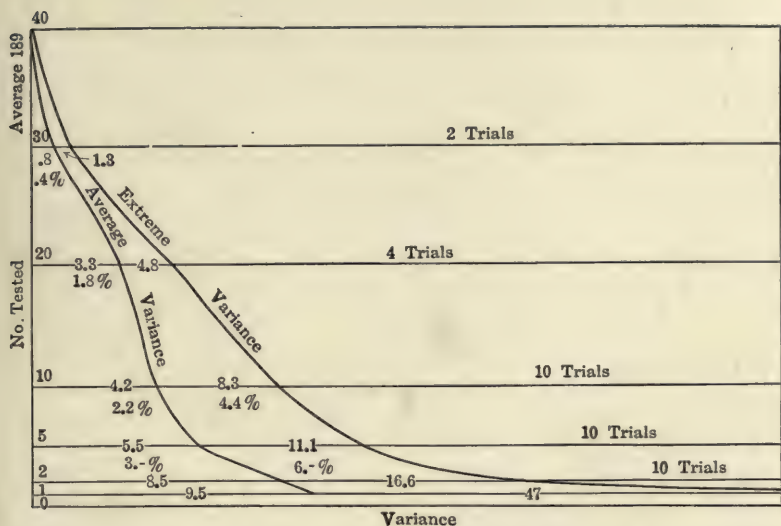 40
Average 189
2 Trials
30
.8 1.3
.4%
Average Variance
Extreme Variance
4 Trials
20
3.3 4.8
1.8%
No. Tested
10 Trials
10
4.2 8.3
2.2% 4.4%
10 Trials
5
5.5 11.1
3.-% 6.-%
10 Trials
2
8.5 16.6
1
9.5 47
0
Variance